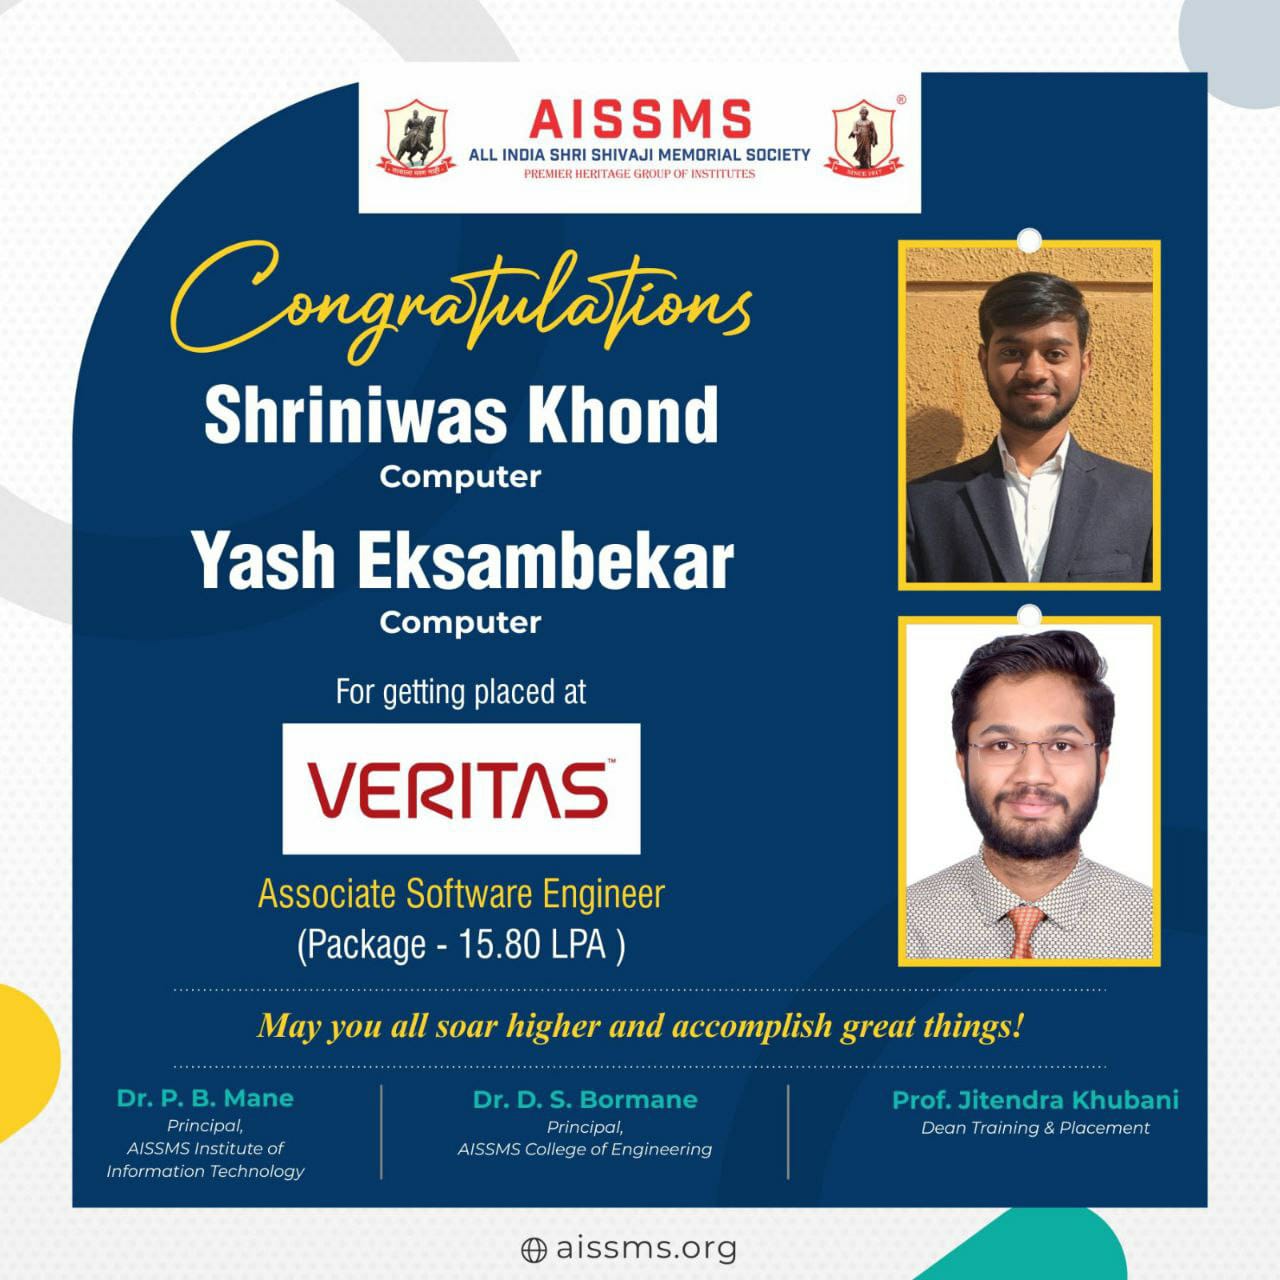 AISSMS
ALL INDIA SHRI SHIVAJI MEMORIAL SOCIETY
PREMIER HERITAGE GROUP OF INSTITUTES
®
SINCE 1917
Congratulations
Shriniwas Khond
Computer
Yash Eksambekar
Computer
For getting placed at
VERITAS™
Associate Software Engineer
(Package - 15.80 LPA )
May you all soar higher and accomplish great things!
Dr. P. B. Mane
Principal,
AISSMS Institute of
Information Technology
Dr. D. S. Bormane
Principal,
AISSMS College of Engineering
Prof. Jitendra Khubani
Dean Training & Placement
aissms.org